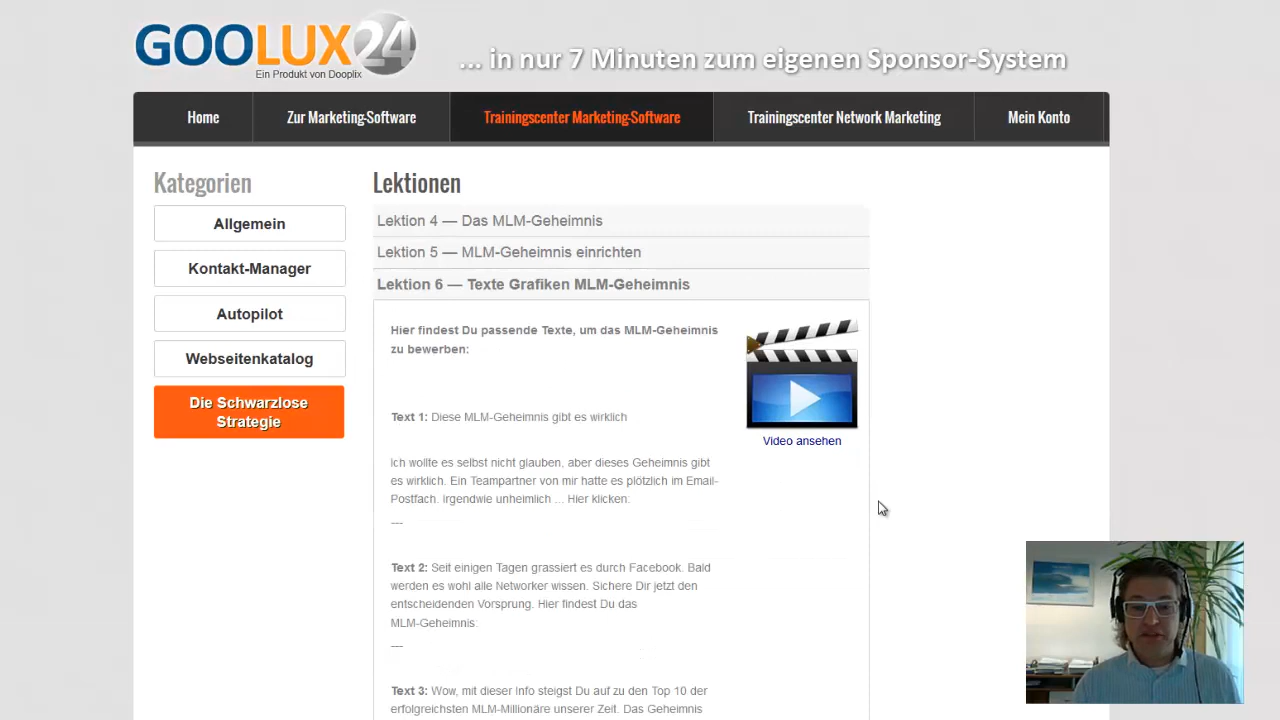 GOOLUX24
Ein Produkt von Dooplix
... in nur 7 Minuten zum eigenen Sponsor-System
Home
Zur Marketing-Software
Trainingscenter Marketing-Software
Trainingscenter Network Marketing
Mein Konto
Kategorien
Allgemein
Kontakt-Manager
Autopilot
Webseitenkatalog
Die Schwarzlose
Strategie
Lektionen
Lektion 4 — Das MLM-Geheimnis
Lektion 5 — MLM-Geheimnis einrichten
Lektion 6 — Texte Grafiken MLM-Geheimnis
Hier findest Du passende Texte, um das MLM-Geheimnis
zu bewerben:
Text 1: Diese MLM-Geheimnis gibt es wirklich
ich wollte es selbst nicht glauben, aber dieses Geheimnis gibt
es wirklich. Ein Teampartner von mir hatte es plötzlich im Email-
Postfach. irgendwie unheimlich ... Hier klicken:
---
Text 2: Seit einigen Tagen grassiert es durch Facebook. Bald
werden es wohl alle Networker wissen. Sichere Dir jetzt den
entscheidenden Vorsprung. Hier findest Du das
MLM-Geheimnis.
---
Text 3: Wow, mit dieser Info steigst Du auf zu den Top 10 der
erfolgreichsten MLM-Millionäre unserer Zeit. Das Geheimnis
Video ansehen